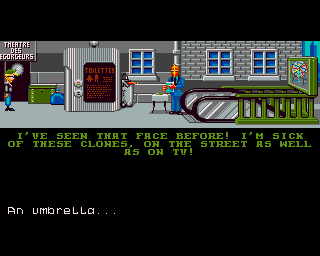 THEATRE
DES
EGORGEURS
TOILETTES
I'VE SEEN THAT FACE BEFORE! I'M SICK
OF THESE CLONES, ON THE STREET AS WELL
AS ON TV!
An umbrella...